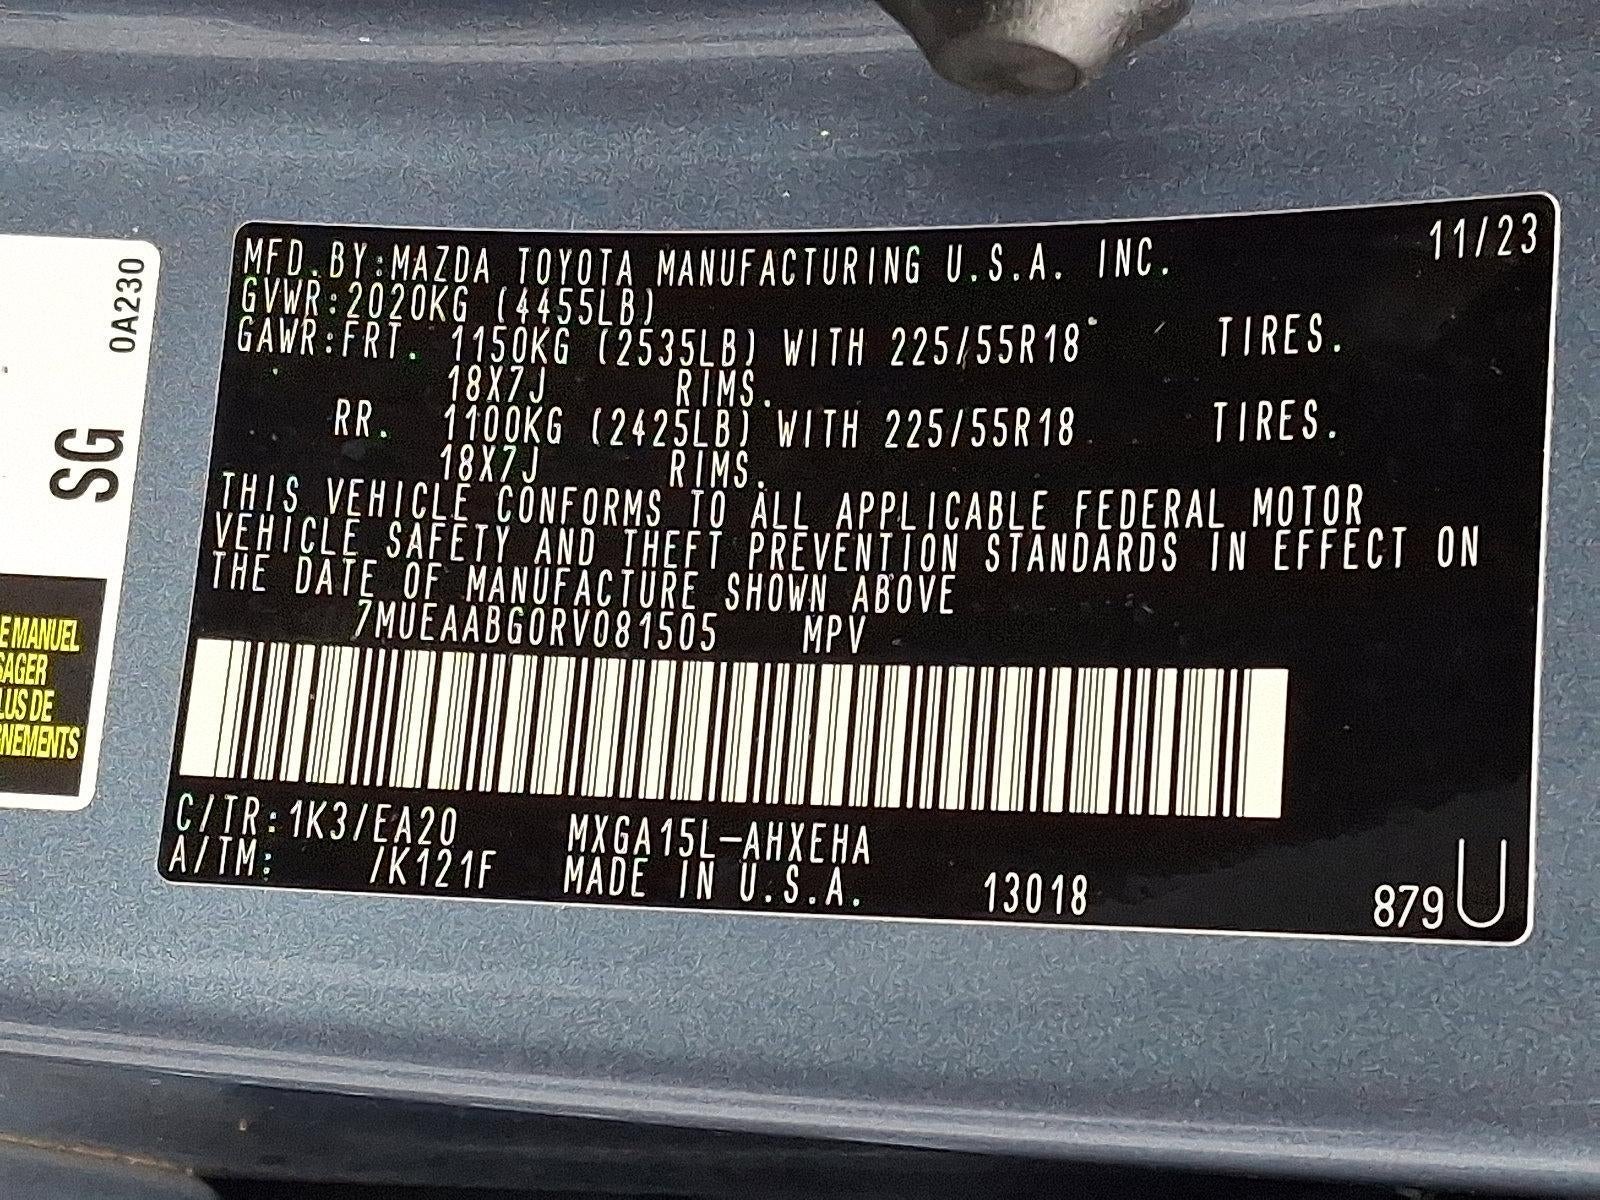 MFD.BY:MAZDA TOYOTA MANUFACTURING U.S.A. INC. 11/23
GVWR:2020KG (4455LB)
GAWR:FRT. 1150KG (2535LB) WITH 225/55R18 TIRES.
18X7J RIMS.
RR. 1100KG (2425LB) WITH 225/55R18 TIRES.
18X7J RIMS.
THIS VEHICLE CONFORMS TO ALL APPLICABLE FEDERAL MOTOR
VEHICLE SAFETY AND THEFT PREVENTION STANDARDS IN EFFECT ON
THE DATE OF MANUFACTURE SHOWN ABOVE
7MUEAABG0RV081505 MPV
C/TR:1K3/EA20 MXGA15L-AHXEHA
A/TM: /K121F MADE IN U.S.A. 13018 879 U
0A230
SG
E MANUEL
SAGER
LUS DE
GNEMENTS